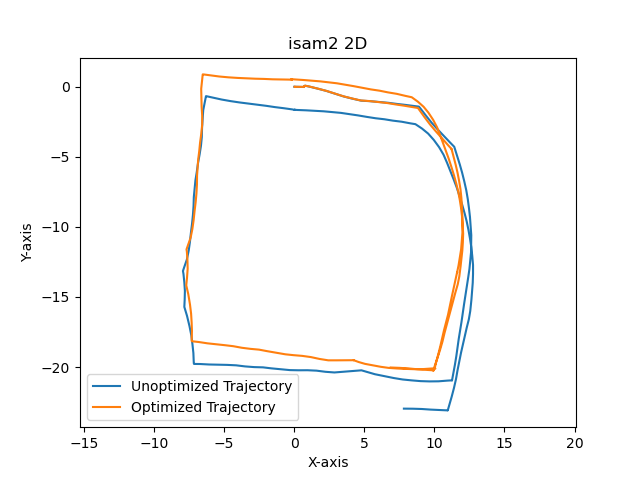 isam2 2D
0
−5
−10
−15
−20
Y-axis
Unoptimized Trajectory
Optimized Trajectory
−15 −10 −5 0 5 10 15 20
X-axis